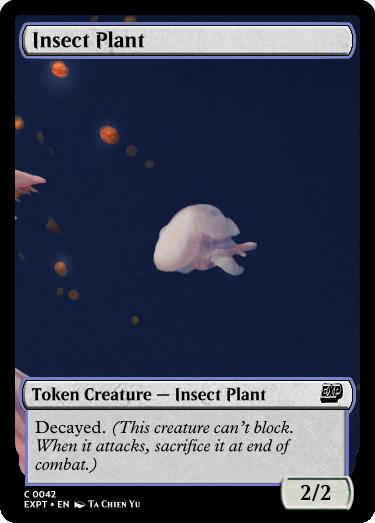 Insect Plant
Token Creature — Insect Plant
EXP
Decayed. (This creature can't block.
When it attacks, sacrifice it at end of
combat.)
2/2
C 0042
EXPT • EN Ta Chien Yu